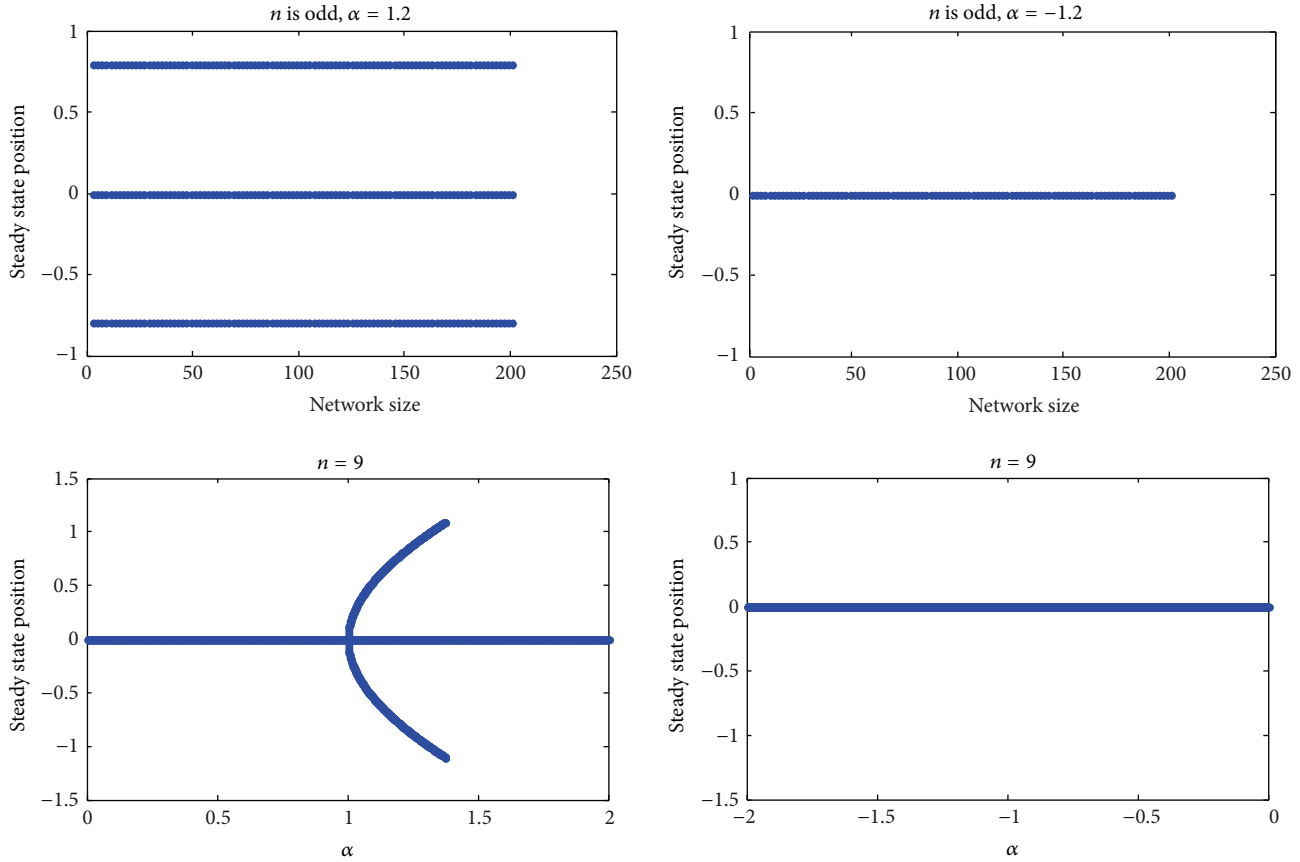 n is odd, α = 1.2
1
0.5
0
−0.5
−1
Steady state position
0 50 100 150 200 250
Network size
n is odd, α = −1.2
1
0.5
0
−0.5
−1
Steady state position
0 50 100 150 200 250
Network size
n = 9
1.5
1
0.5
0
−0.5
−1
−1.5
Steady state position
0 0.5 1 1.5 2
α
n = 9
1
0.5
0
−0.5
−1
−1.5
Steady state position
−2 −1.5 −1 −0.5 0
α